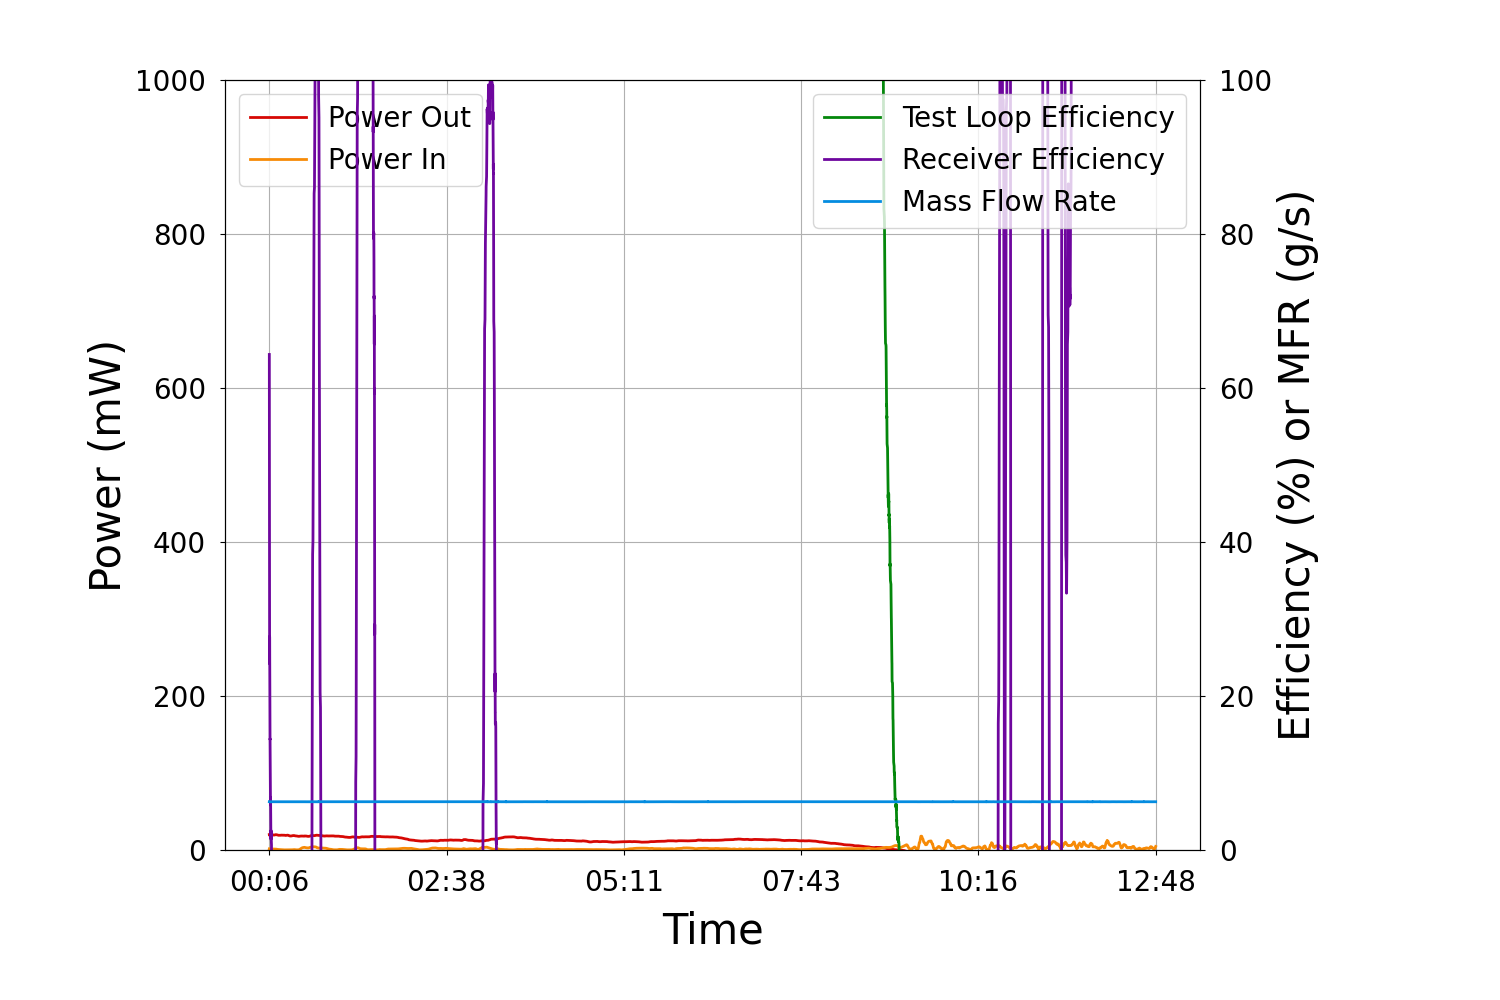 1000
800
600
400
200
0
Power (mW)
Power Out
Power In
Test Loop Efficiency
Receiver Efficiency
Mass Flow Rate
100
80
60
40
20
0
Efficiency (%) or MFR (g/s)
00:06
02:38
05:11
07:43
10:16
12:48
Time